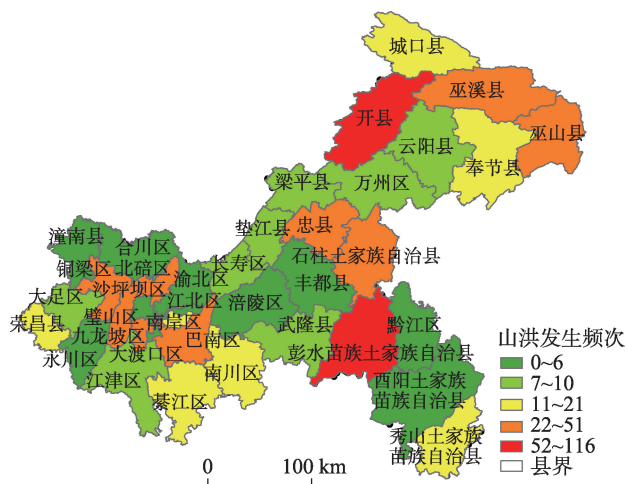 城口县
巫溪县
开县
巫山县
云阳县
奉节县
梁平县
万州区
垫江县
忠县
潼南县
合川区
石柱土家族自治县
铜梁区
北碚区
渝北区
长寿区
丰都县
大足区
沙坪坝区
江北区
涪陵区
荣昌县
璧山区
南岸区
武隆县
黔江区
九龙坡区
巴南区
永川区
大渡口区
彭水苗族土家族自治县
江津区
南川区
綦江区
酉阳土家族
苗族自治县
秀山土家族
苗族自治县
山洪发生频次
0~6
7~10
11~21
22~51
52~116
县界
0 100 km